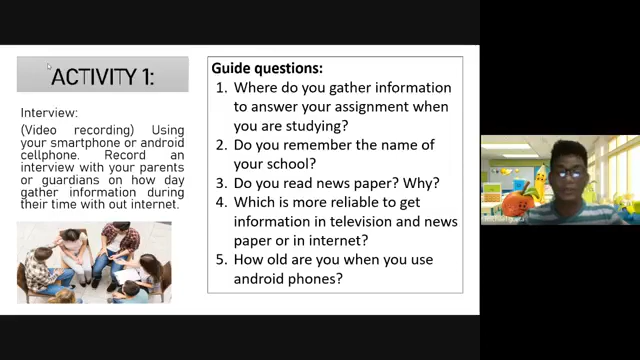 ACTIVITY 1:
Interview:
(Video recording) Using
your smartphone or android
cellphone. Record an
interview with your parents
or guardians on how day
gather information during
their time with out internet.
Guide questions:
1. Where do you gather information
to answer your assignment when
you are studying?
2. Do you remember the name of
your school?
3. Do you read news paper? Why?
4. Which is more reliable to get
information in television and news
paper or in internet?
5. How old are you when you use
android phones?